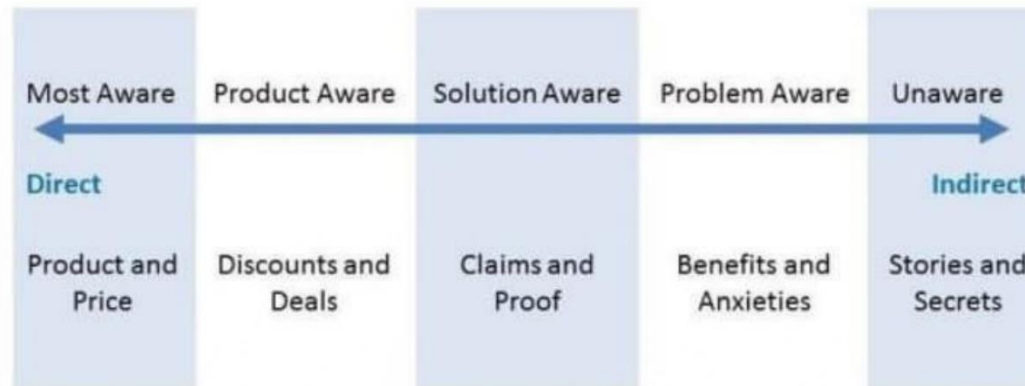 Most Aware
Product Aware
Solution Aware
Problem Aware
Unaware
Direct
Indirect
Product and
Price
Discounts and
Deals
Claims and
Proof
Benefits and
Anxieties
Stories and
Secrets